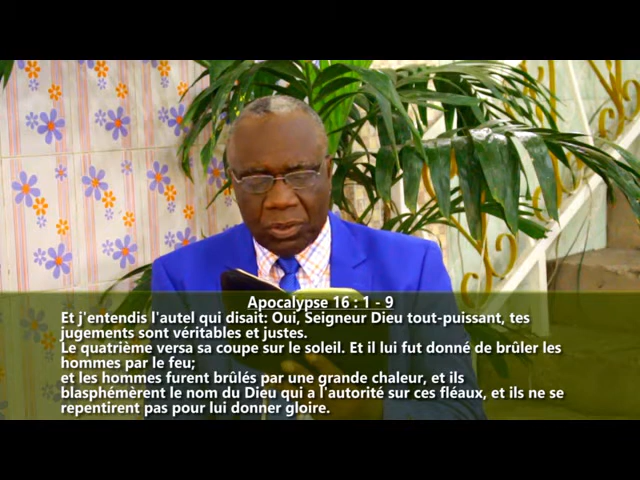 Apocalypse 16 : 1 - 9
Et j'entendis l'autel qui disait: Oui, Seigneur Dieu tout-puissant, tes
jugements sont véritables et justes.
Le quatrième versa sa coupe sur le soleil. Et il lui fut donné de brûler les
hommes par le feu;
et les hommes furent brûlés par une grande chaleur, et ils
blasphémèrent le nom du Dieu qui a l'autorité sur ces fléaux, et ils ne se
repentirent pas pour lui donner gloire.